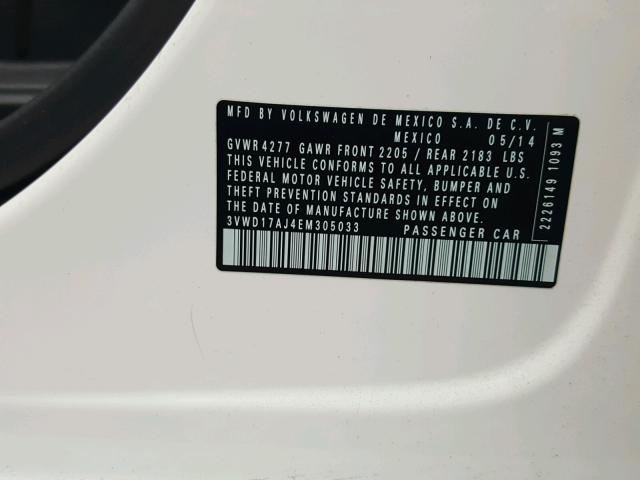 MFD BY VOLKSWAGEN DE MEXICO S.A. DE C.V.
MEXICO 05/14
GVWR 4277 GAWR FRONT 2205 / REAR 2183 LBS
THIS VEHICLE CONFORMS TO ALL APPLICABLE U.S.
FEDERAL MOTOR VEHICLE SAFETY, BUMPER AND
THEFT PREVENTION STANDARDS IN EFFECT ON
THE DATE OF MANUFACTURE SHOWN ABOVE.
3VWD17AJ4EM305033 PASSENGER CAR
2226149 1093 M